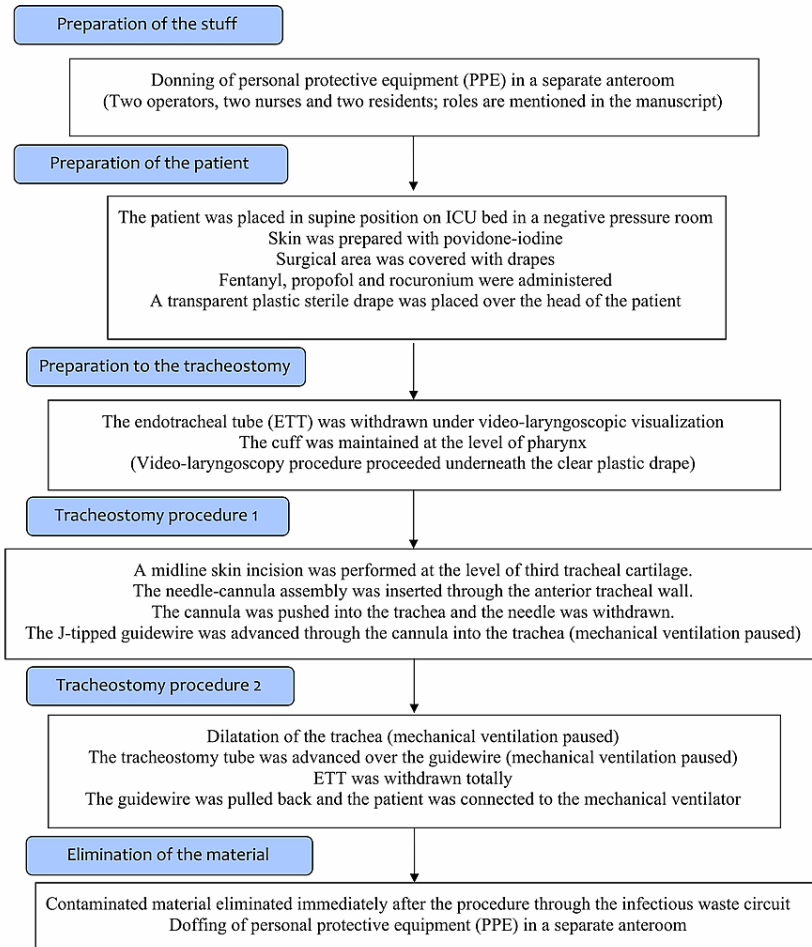 Preparation of the stuff
Donning of personal protective equipment (PPE) in a separate anteroom
(Two operators, two nurses and two residents; roles are mentioned in the manuscript)
Preparation of the patient
The patient was placed in supine position on ICU bed in a negative pressure room
Skin was prepared with povidone-iodine
Surgical area was covered with drapes
Fentanyl, propofol and rocuronium were administered
A transparent plastic sterile drape was placed over the head of the patient
Preparation to the tracheostomy
The endotracheal tube (ETT) was withdrawn under video-laryngoscopic visualization
The cuff was maintained at the level of pharynx
(Video-laryngoscopy procedure proceeded underneath the clear plastic drape)
Tracheostomy procedure 1
A midline skin incision was performed at the level of third tracheal cartilage.
The needle-cannula assembly was inserted through the anterior tracheal wall.
The cannula was pushed into the trachea and the needle was withdrawn.
The J-tipped guidewire was advanced through the cannula into the trachea (mechanical ventilation paused)
Tracheostomy procedure 2
Dilatation of the trachea (mechanical ventilation paused)
The tracheostomy tube was advanced over the guidewire (mechanical ventilation paused)
ETT was withdrawn totally
The guidewire was pulled back and the patient was connected to the mechanical ventilator
Elimination of the material
Contaminated material eliminated immediately after the procedure through the infectious waste circuit
Doffing of personal protective equipment (PPE) in a separate anteroom